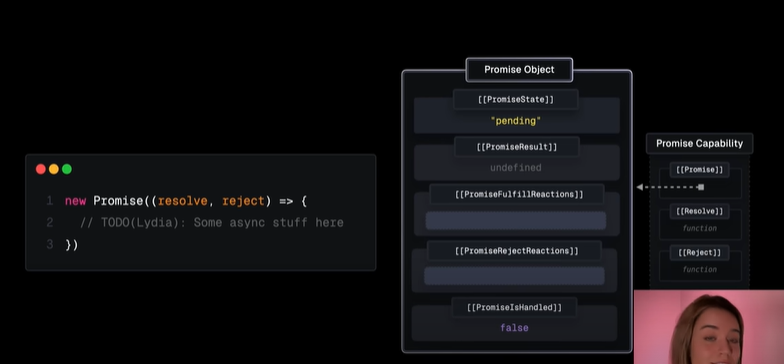 1 new Promise((resolve, reject) => {
2 // TODO(Lydia): Some async stuff here
3 })
Promise Object
[[PromiseState]]
"pending"
[[PromiseResult]]
undefined
[[PromiseFulfillReactions]]
[[PromiseRejectReactions]]
[[PromiseIsHandled]]
false
Promise Capability
[[Promise]]
[[Resolve]]
function
[[Reject]]
function